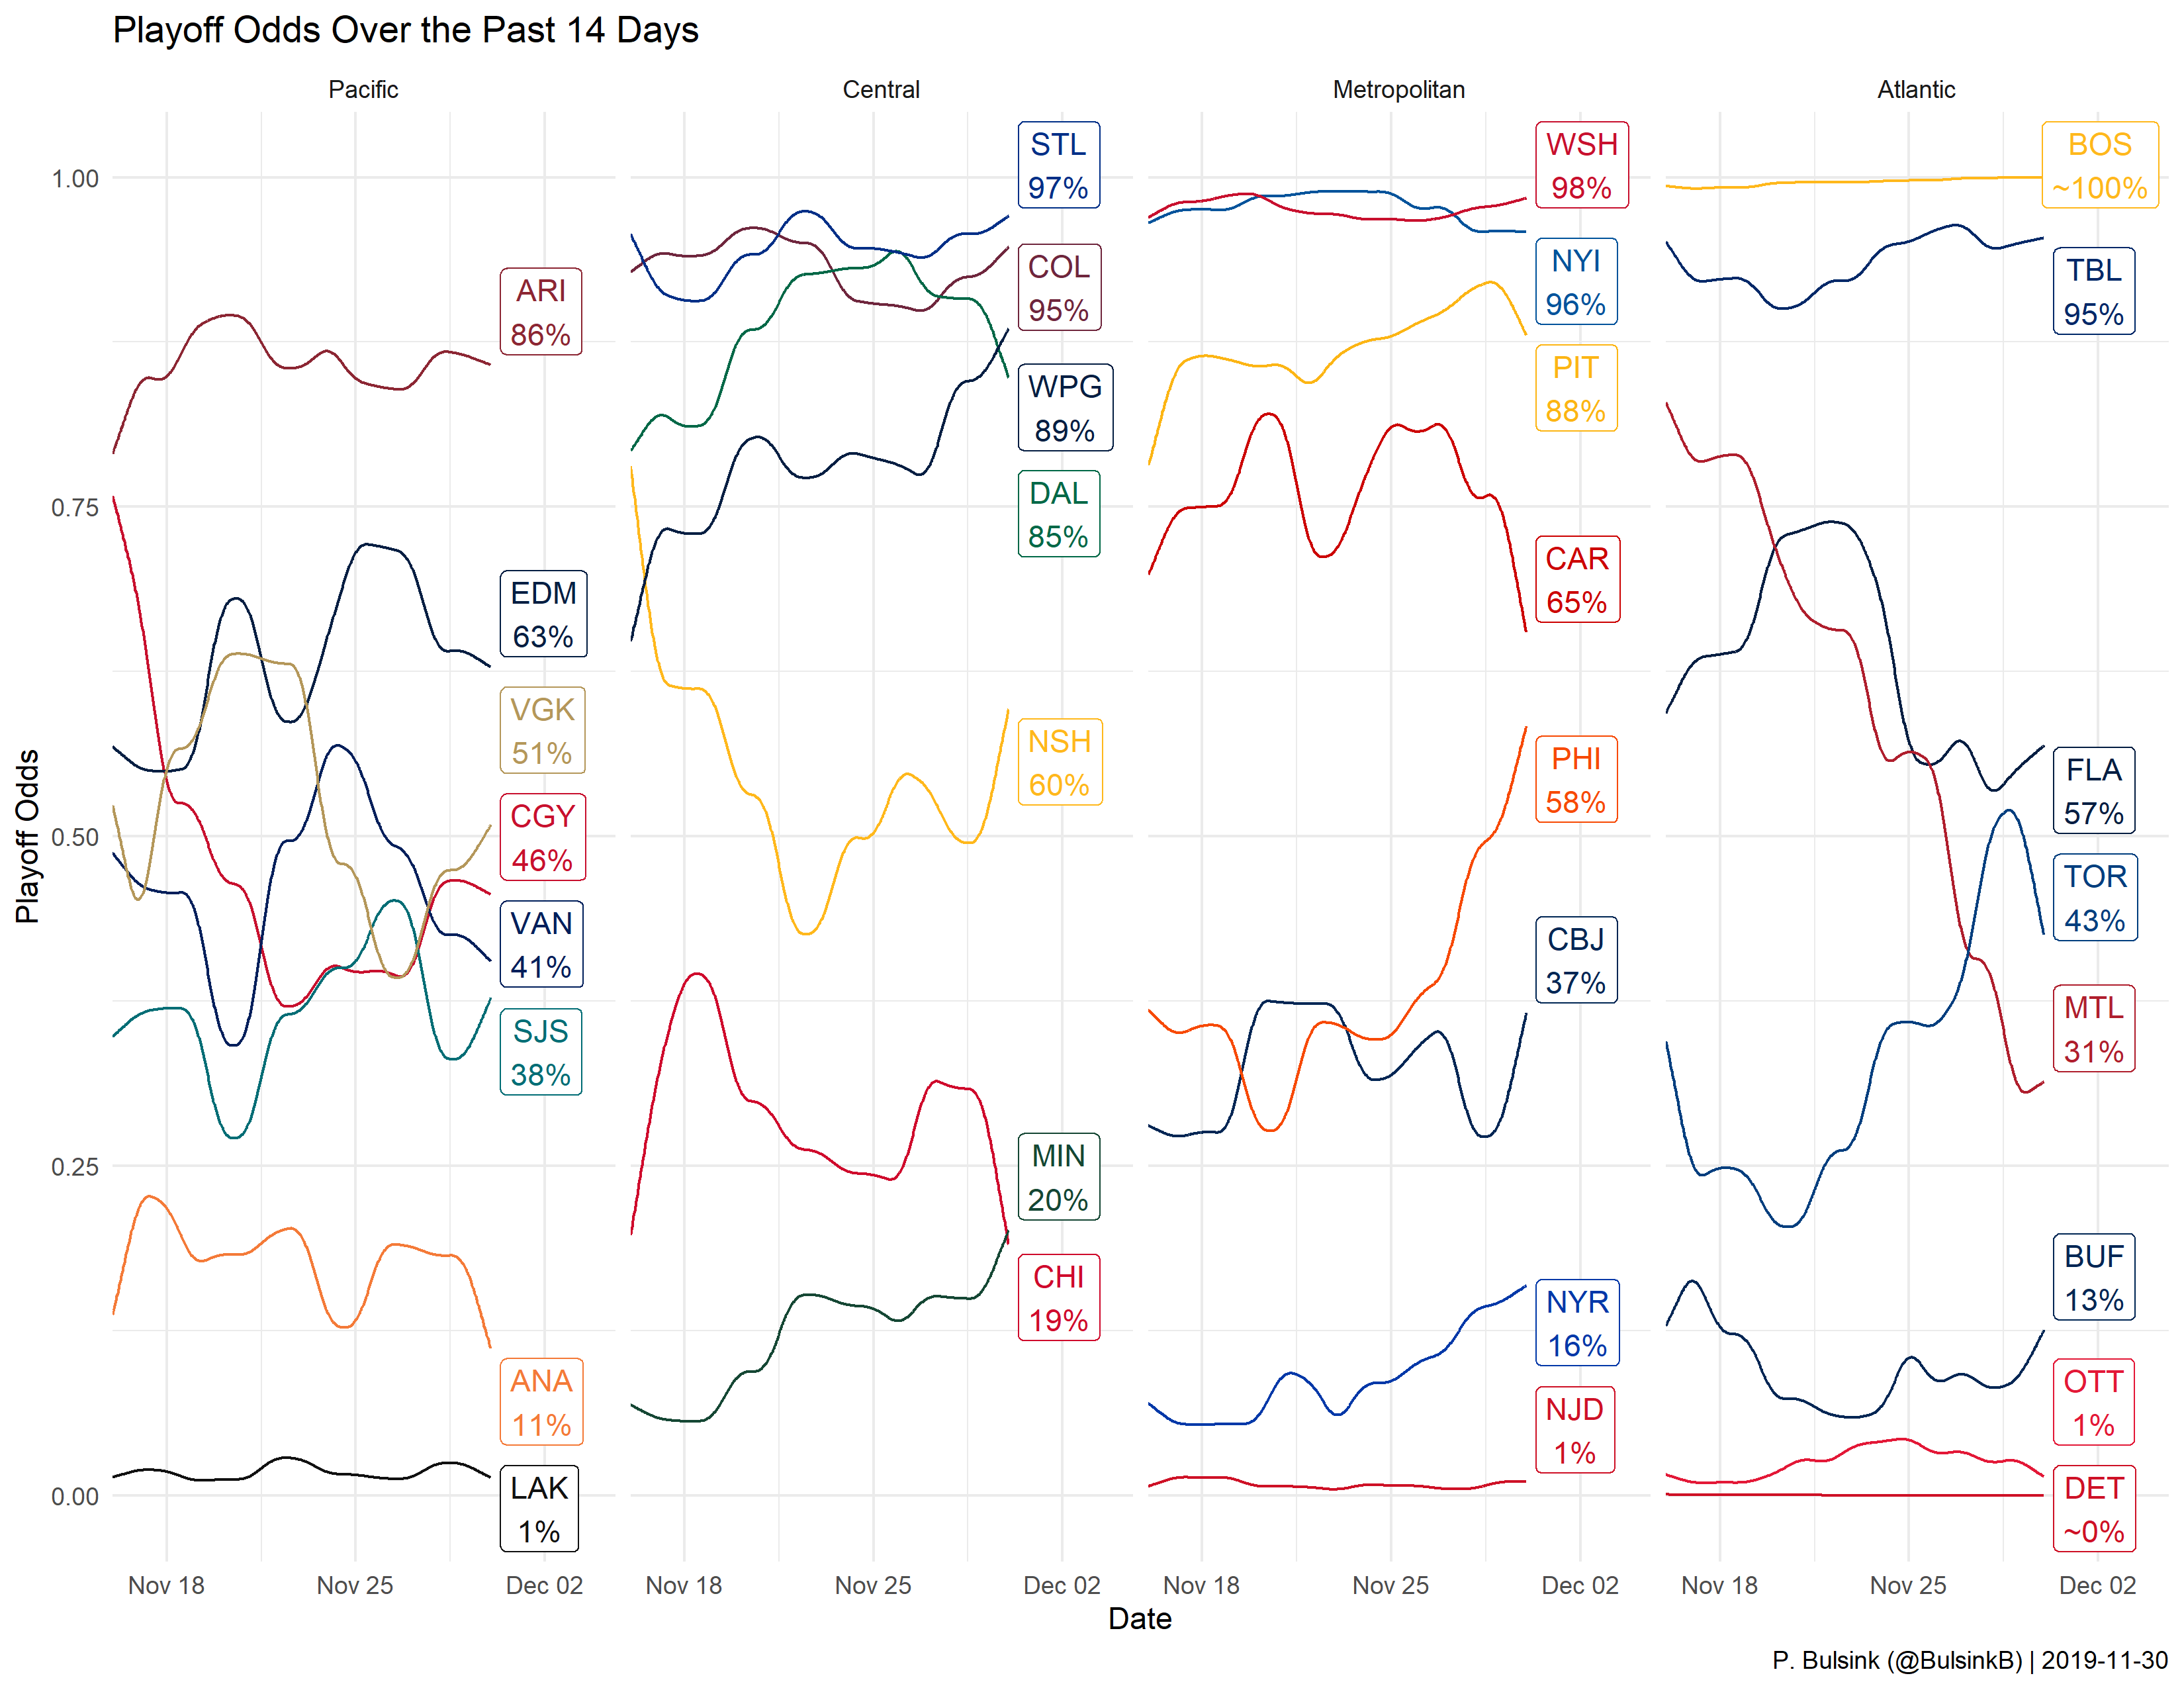 Playoff Odds Over the Past 14 Days
Pacific
Central
Metropolitan
Atlantic
Playoff Odds
1.00
0.75
0.50
0.25
0.00
ARI
86%
EDM
63%
VGK
51%
CGY
46%
VAN
41%
SJS
38%
ANA
11%
LAK
1%
STL
97%
COL
95%
WPG
89%
DAL
85%
NSH
60%
MIN
20%
CHI
19%
WSH
98%
NYI
96%
PIT
88%
CAR
65%
PHI
58%
CBJ
37%
NYR
16%
NJD
1%
BOS
~100%
TBL
95%
FLA
57%
TOR
43%
MTL
31%
BUF
13%
OTT
1%
DET
~0%
Nov 18
Nov 25
Dec 02
Nov 18
Nov 25
Dec 02
Nov 18
Nov 25
Dec 02
Nov 18
Nov 25
Dec 02
Date
P. Bulsink (@BulsinkB) | 2019-11-30